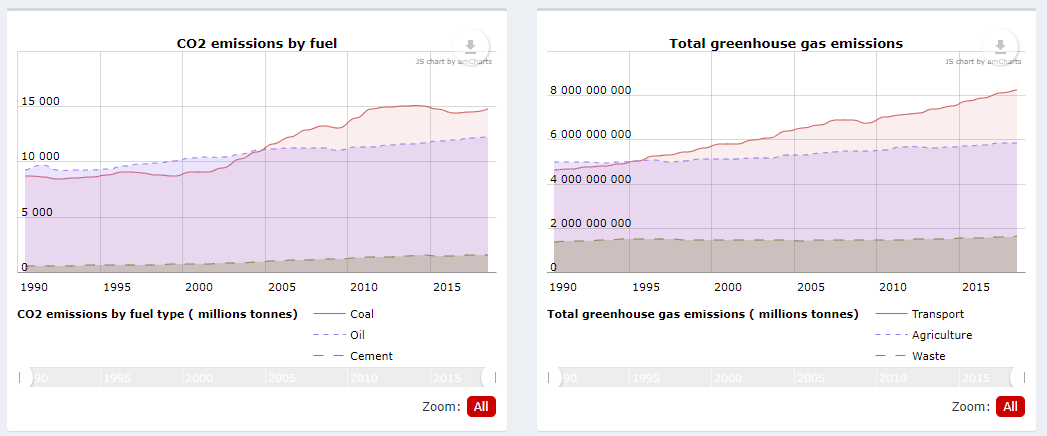 CO2 emissions by fuel
JS chart by amCharts
15 000
10 000
5 000
0
1990
1995
2000
2005
2010
2015
CO2 emissions by fuel type ( millions tonnes)
Coal
Oil
Cement
90
1995
2000
2005
2010
2015
Zoom:
All
Total greenhouse gas emissions
JS chart by amCharts
8 000 000 000
6 000 000 000
4 000 000 000
2 000 000 000
0
1990
1995
2000
2005
2010
2015
Total greenhouse gas emissions ( millions tonnes)
Transport
Agriculture
Waste
90
1995
2000
2005
2010
2015
Zoom:
All